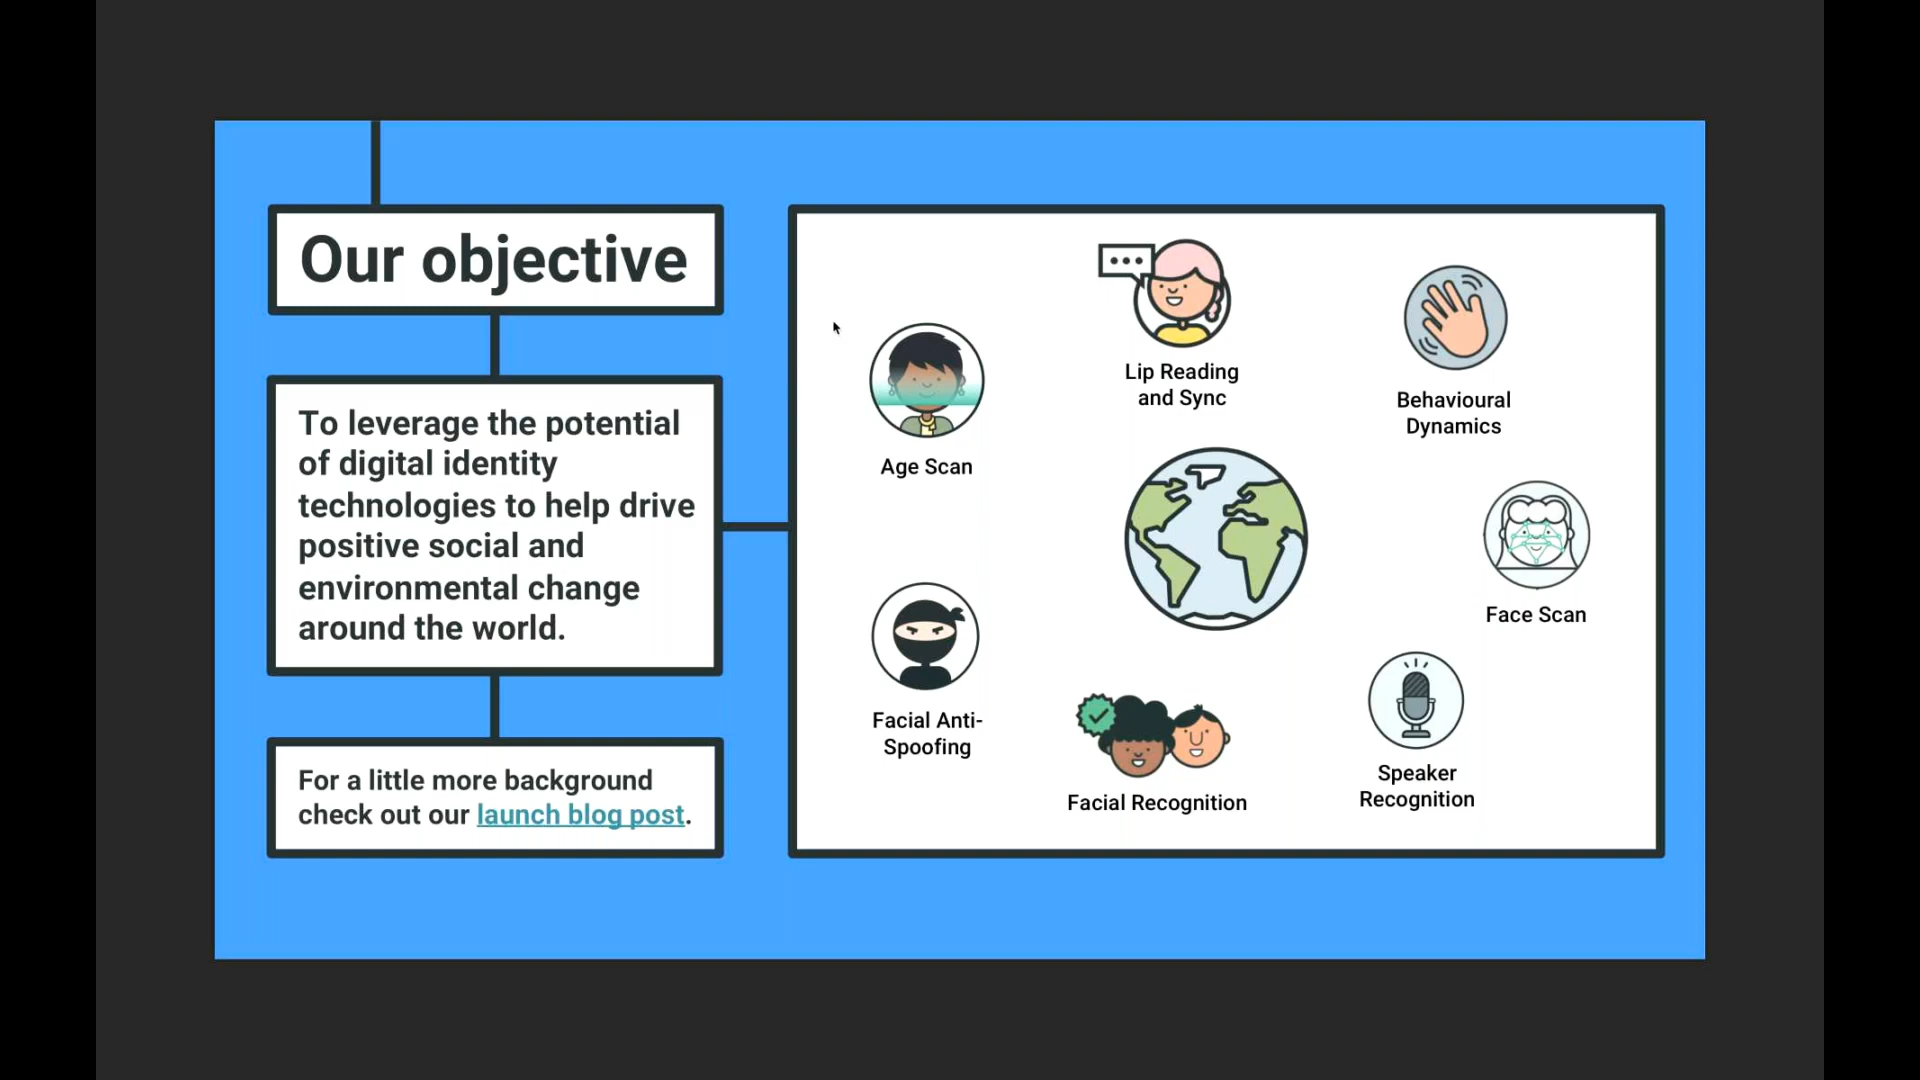 Our objective
To leverage the potential
of digital identity
technologies to help drive
positive social and
environmental change
around the world.
For a little more background
check out our launch blog post.
Lip Reading
and Sync
Behavioural
Dynamics
Age Scan
Face Scan
Facial Anti-
Spoofing
Facial Recognition
Speaker
Recognition